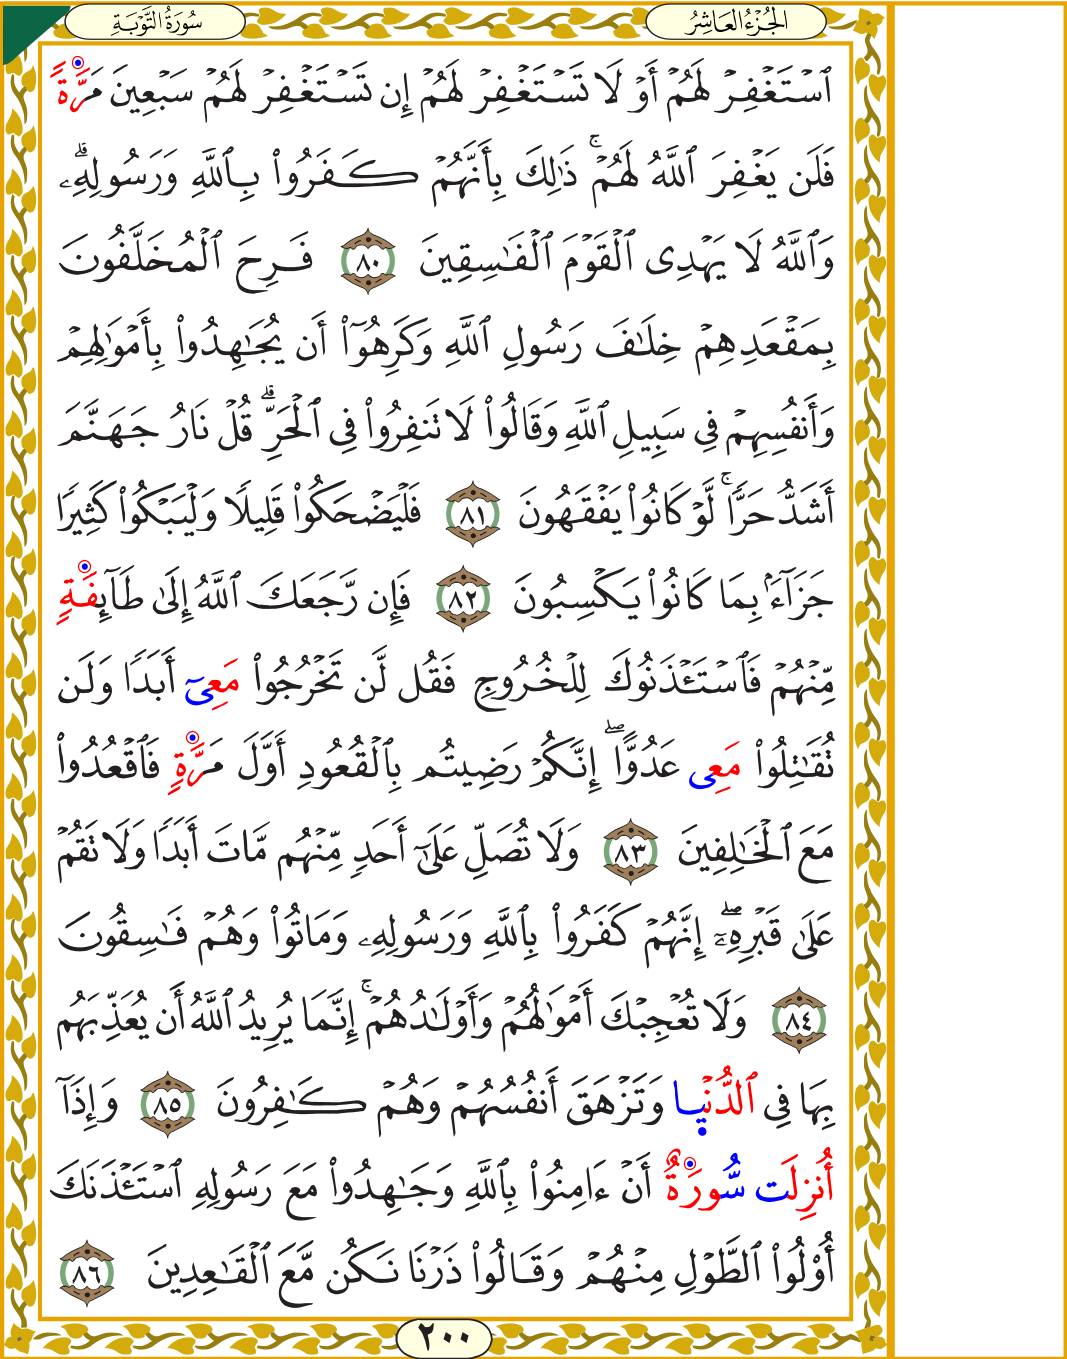 الجُزْءُ العَاشِرُ
سُورَةُ التَّوْبَةِ
ٱسْتَغْفِرْ لَهُمْ أَوْ لَا تَسْتَغْفِرْ لَهُمْ إِن تَسْتَغْفِرْ لَهُمْ سَبْعِينَ مَرَّةً
فَلَن يَغْفِرَ ٱللَّهُ لَهُمْۚ ذَٰلِكَ بِأَنَّهُمْ كَفَرُوا۟ بِٱللَّهِ وَرَسُولِهِۦۗ
وَٱللَّهُ لَا يَهْدِى ٱلْقَوْمَ ٱلْفَٰسِقِينَ ٨٠ فَرِحَ ٱلْمُخَلَّفُونَ
بِمَقْعَدِهِمْ خِلَٰفَ رَسُولِ ٱللَّهِ وَكَرِهُوٓا۟ أَن يُجَٰهِدُوا۟ بِأَمْوَٰلِهِمْ
وَأَنفُسِهِمْ فِى سَبِيلِ ٱللَّهِ وَقَالُوا۟ لَا تَنفِرُوا۟ فِى ٱلْحَرِّۗ قُلْ نَارُ جَهَنَّمَ
أَشَدُّ حَرًّاۚ لَّوْ كَانُوا۟ يَفْقَهُونَ ٨١ فَلْيَضْحَكُوا۟ قَلِيلًا وَلْيَبْكُوا۟ كَثِيرًا
جَزَآءًۢ بِمَا كَانُوا۟ يَكْسِبُونَ ٨٢ فَإِن رَّجَعَكَ ٱللَّهُ إِلَىٰ طَآئِفَةٍ
مِّنْهُمْ فَٱسْتَـْٔذَنُوكَ لِلْخُرُوجِ فَقُل لَّن تَخْرُجُوا۟ مَعِىٓ أَبَدًا وَلَن
تُقَٰتِلُوا۟ مَعِى عَدُوًّاۖ إِنَّكُمْ رَضِيتُم بِٱلْقُعُودِ أَوَّلَ مَرَّةٍ فَٱقْعُدُوا۟
مَعَ ٱلْخَٰلِفِينَ ٨٣ وَلَا تُصَلِّ عَلَىٰٓ أَحَدٍ مِّنْهُم مَّاتَ أَبَدًا وَلَا تَقُمْ
عَلَىٰ قَبْرِهِۦٓۖ إِنَّهُمْ كَفَرُوا۟ بِٱللَّهِ وَرَسُولِهِۦ وَمَاتُوا۟ وَهُمْ فَٰسِقُونَ
٨٤ وَلَا تُعْجِبْكَ أَمْوَٰلُهُمْ وَأَوْلَٰدُهُمْۚ إِنَّمَا يُرِيدُ ٱللَّهُ أَن يُعَذِّبَهُم
بِهَا فِى ٱلدُّنْيَا وَتَزْهَقَ أَنفُسُهُمْ وَهُمْ كَٰفِرُونَ ٨٥ وَإِذَآ
أُنزِلَت سُّورَةٌ أَنْ ءَامِنُوا۟ بِٱللَّهِ وَجَٰهِدُوا۟ مَعَ رَسُولِهِ ٱسْتَـْٔذَنَكَ
أُو۟لُوا۟ ٱلطَّوْلِ مِنْهُمْ وَقَالُوا۟ ذَرْنَا نَكُن مَّعَ ٱلْقَٰعِدِينَ ٨٦
٢٠٠